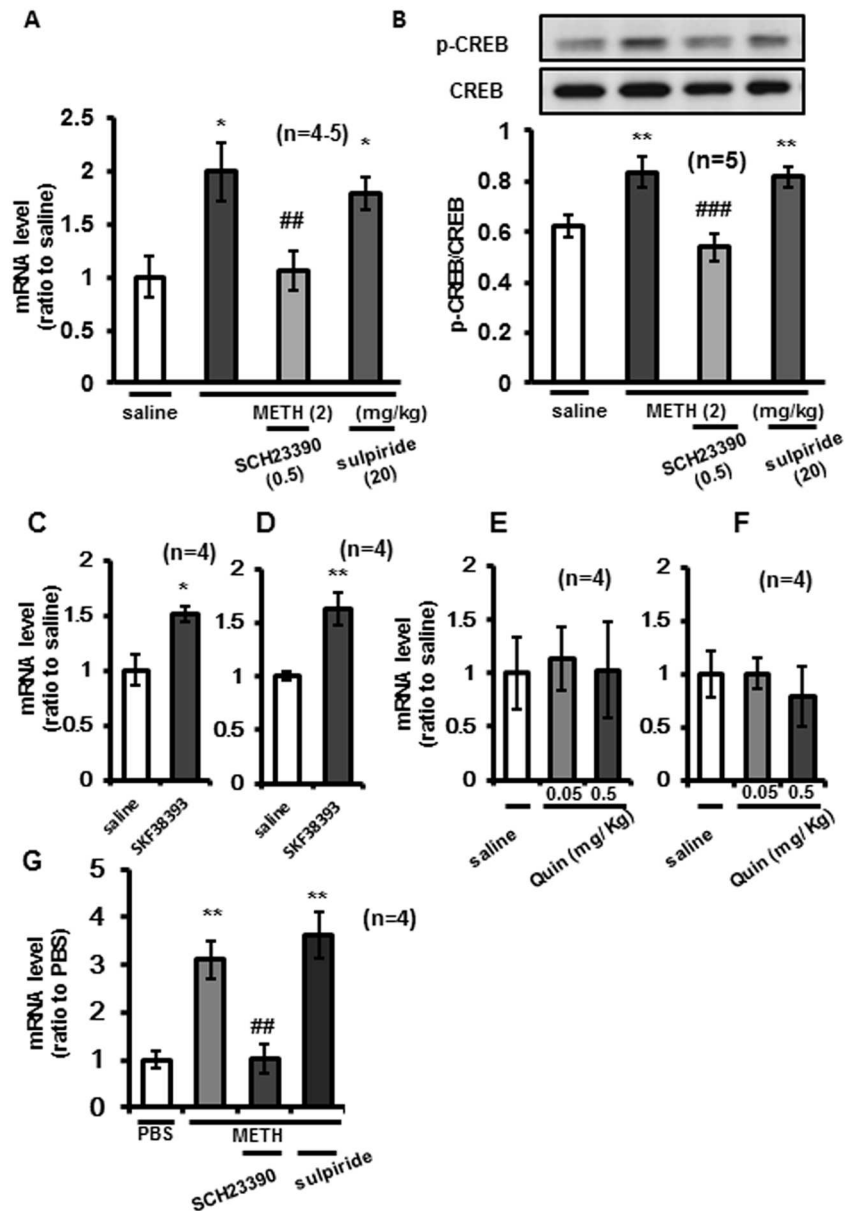 A
B
p-CREB
CREB
mRNA level
(ratio to saline)
2.5
2
1.5
1
0.5
0
*
(n=4-5)
##
*
saline
METH (2)
(mg/kg)
SCH23390
(0.5)
sulpiride
(20)
p-CREB/CREB
1
0.8
0.6
0.4
0.2
0
**
(n=5)
###
**
saline
METH (2)
(mg/kg)
SCH23390
(0.5)
sulpiride
(20)
C
mRNA level
(ratio to saline)
2
1.5
1
0.5
0
(n=4)
*
saline
SKF38393
D
2
1.5
1
0.5
0
(n=4)
**
saline
SKF38393
E
mRNA level
(ratio to saline)
2
1.5
1
0.5
0
(n=4)
0.05 0.5
saline
Quin (mg/Kg)
F
2
1.5
1
0.5
0
(n=4)
0.05 0.5
saline
Quin (mg/Kg)
G
mRNA level
(ratio to PBS)
5
4
3
2
1
0
**
##
**
(n=4)
PBS
METH
SCH23390
sulpiride